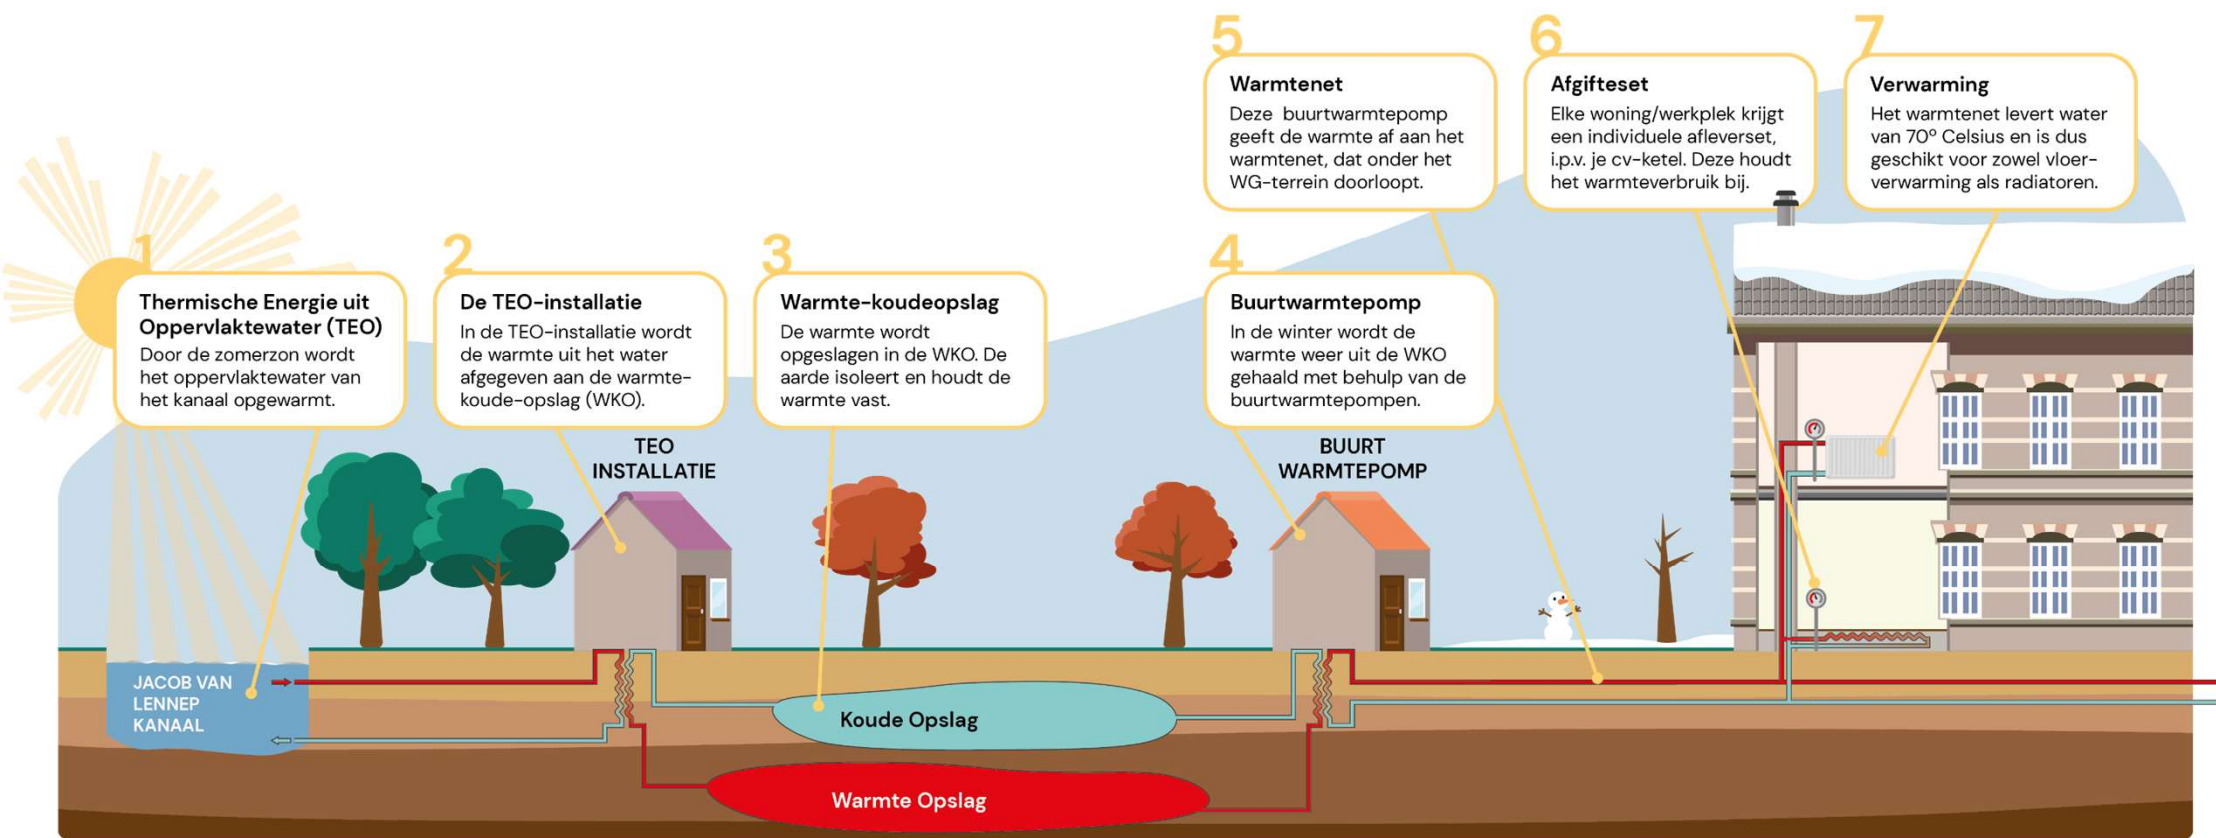 1
Thermische Energie uit
Oppervlaktewater (TEO)
Door de zomerzon wordt
het oppervlaktewater van
het kanaal opgewarmt.
2
De TEO-installatie
In de TEO-installatie wordt
de warmte uit het water
afgegeven aan de warmte-
koude-opslag (WKO).
3
Warmte-koudeopslag
De warmte wordt
opgeslagen in de WKO. De
aarde isoleert en houdt de
warmte vast.
4
Buurtwarmtepomp
In de winter wordt de
warmte weer uit de WKO
gehaald met behulp van de
buurtwarmtepompen.
5
Warmtenet
Deze buurtwarmtepomp
geeft de warmte af aan het
warmtenet, dat onder het
WG-terrein doorloopt.
6
Afgifteset
Elke woning/werkplek krijgt
een individuele afleverset,
i.p.v. je cv-ketel. Deze houdt
het warmteverbruik bij.
7
Verwarming
Het warmtenet levert water
van 70º Celsius en is dus
geschikt voor zowel vloer-
verwarming als radiatoren.
TEO
INSTALLATIE
BUURT
WARMTEPOMP
JACOB VAN
LENNEP
KANAAL
Koude Opslag
Warmte Opslag